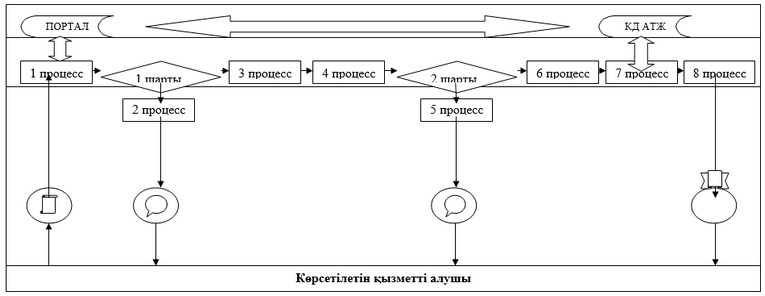 ПОРТАЛ
КД АТЖ
1 процесс
1 шарты
3 процесс
4 процесс
2 шарты
6 процесс
7 процесс
8 процесс
2 процесс
5 процесс
Көрсетілетін қызметті алушы